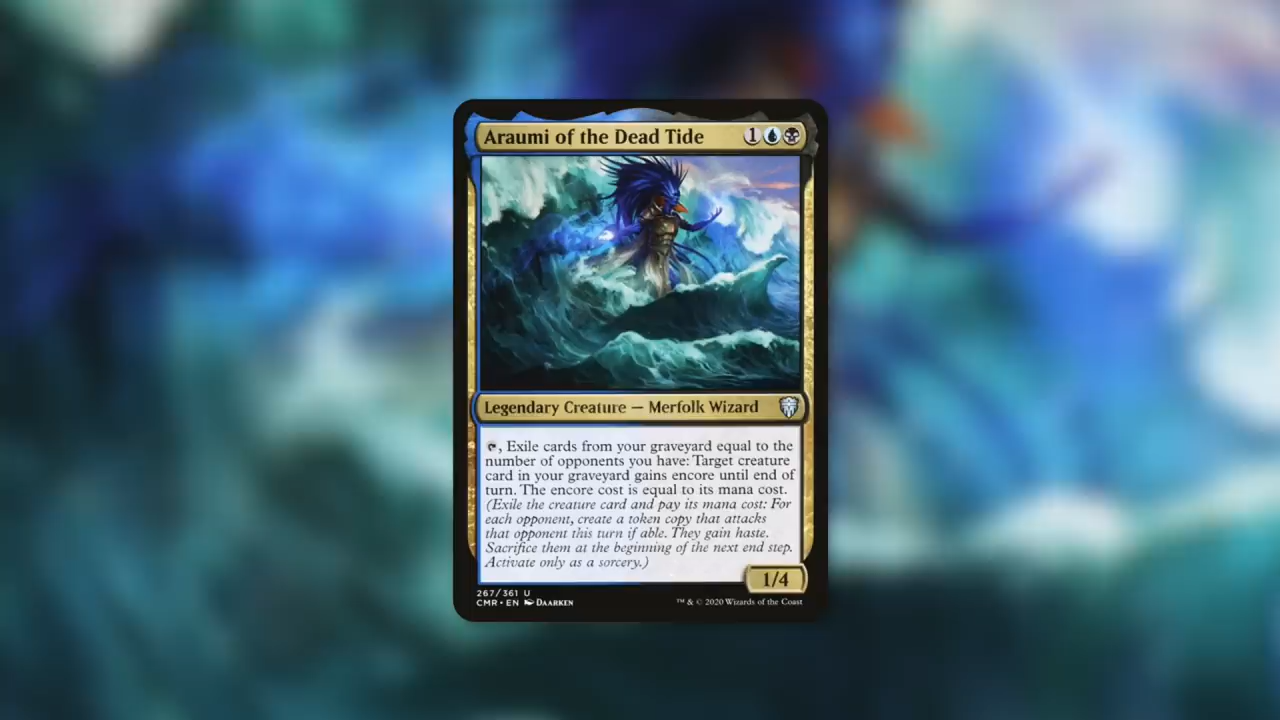 Araumi of the Dead Tide 1
Legendary Creature — Merfolk Wizard
, Exile cards from your graveyard equal to the
number of opponents you have: Target creature
card in your graveyard gains encore until end of
turn. The encore cost is equal to its mana cost.
(Exile the creature card and pay its mana cost: For
each opponent, create a token copy that attacks
that opponent this turn if able. They gain haste.
Sacrifice them at the beginning of the next end step.
Activate only as a sorcery.)
1/4
267/361 U
CMR • EN DAARKEN
™ & © 2020 Wizards of the Coast